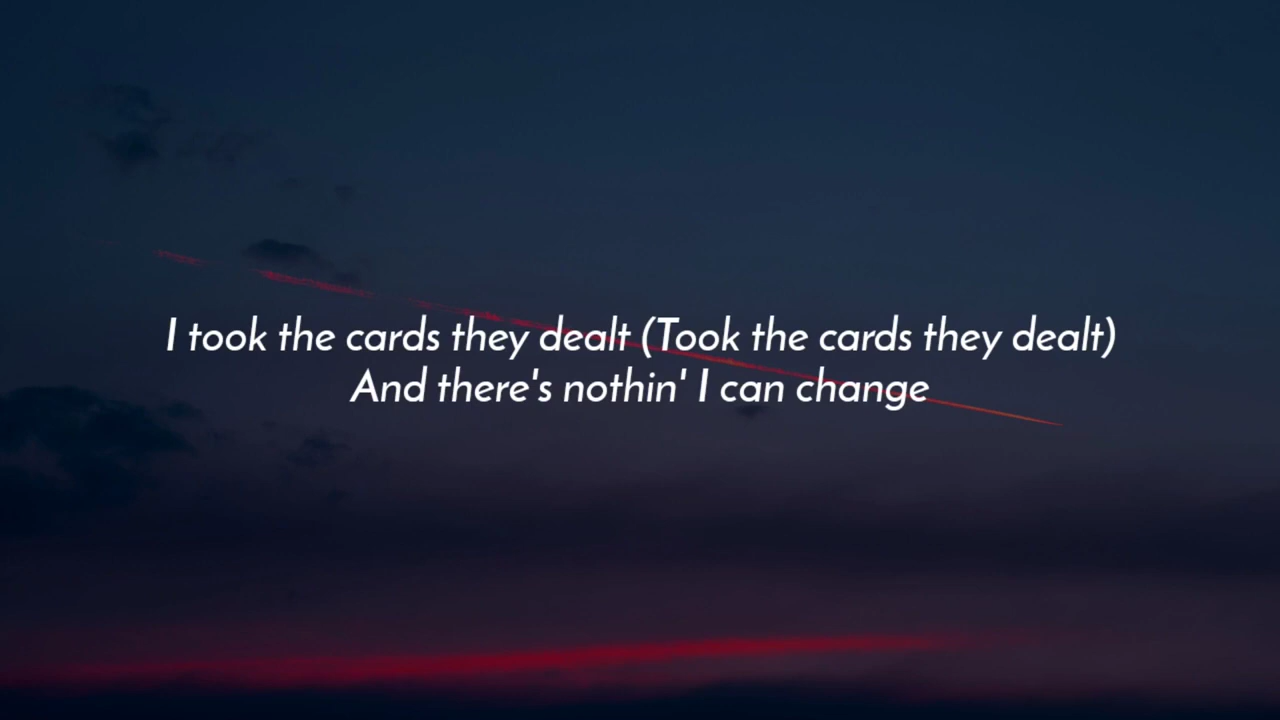 I took the cards they dealt (Took the cards they dealt)
And there's nothin' I can change